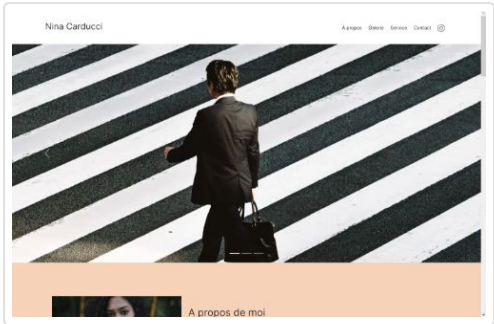 Nina Carducci
À propos Galerie Service Contact
A propos de moi